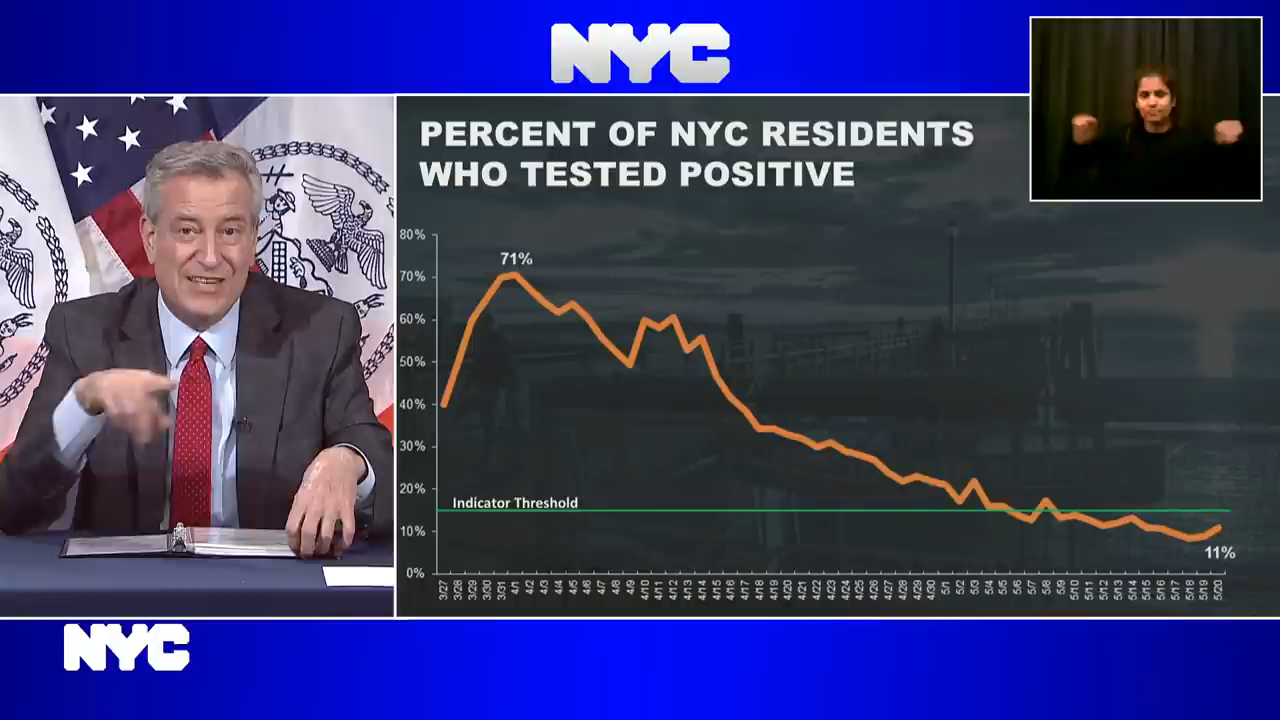 NYC
PERCENT OF NYC RESIDENTS
WHO TESTED POSITIVE
80%
71%
70%
60%
50%
40%
30%
20%
Indicator Threshold
10%
11%
0%
3/27 3/28 3/29 3/30 3/31 4/1 4/2 4/3 4/4 4/5 4/6 4/7 4/8 4/9 4/10 4/11 4/12 4/13 4/14 4/15 4/16 4/17 4/18 4/19 4/20 4/21 4/22 4/23 4/24 4/25 4/26 4/27 4/28 4/29 4/30 5/1 5/2 5/3 5/4 5/5 5/6 5/7 5/8 5/9 5/10 5/11 5/12 5/13 5/14 5/15 5/16 5/17 5/18 5/19 5/20
NYC